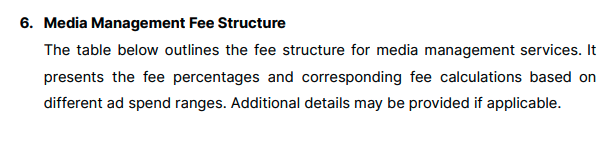 6. Media Management Fee Structure
The table below outlines the fee structure for media management services. It
presents the fee percentages and corresponding fee calculations based on
different ad spend ranges. Additional details may be provided if applicable.